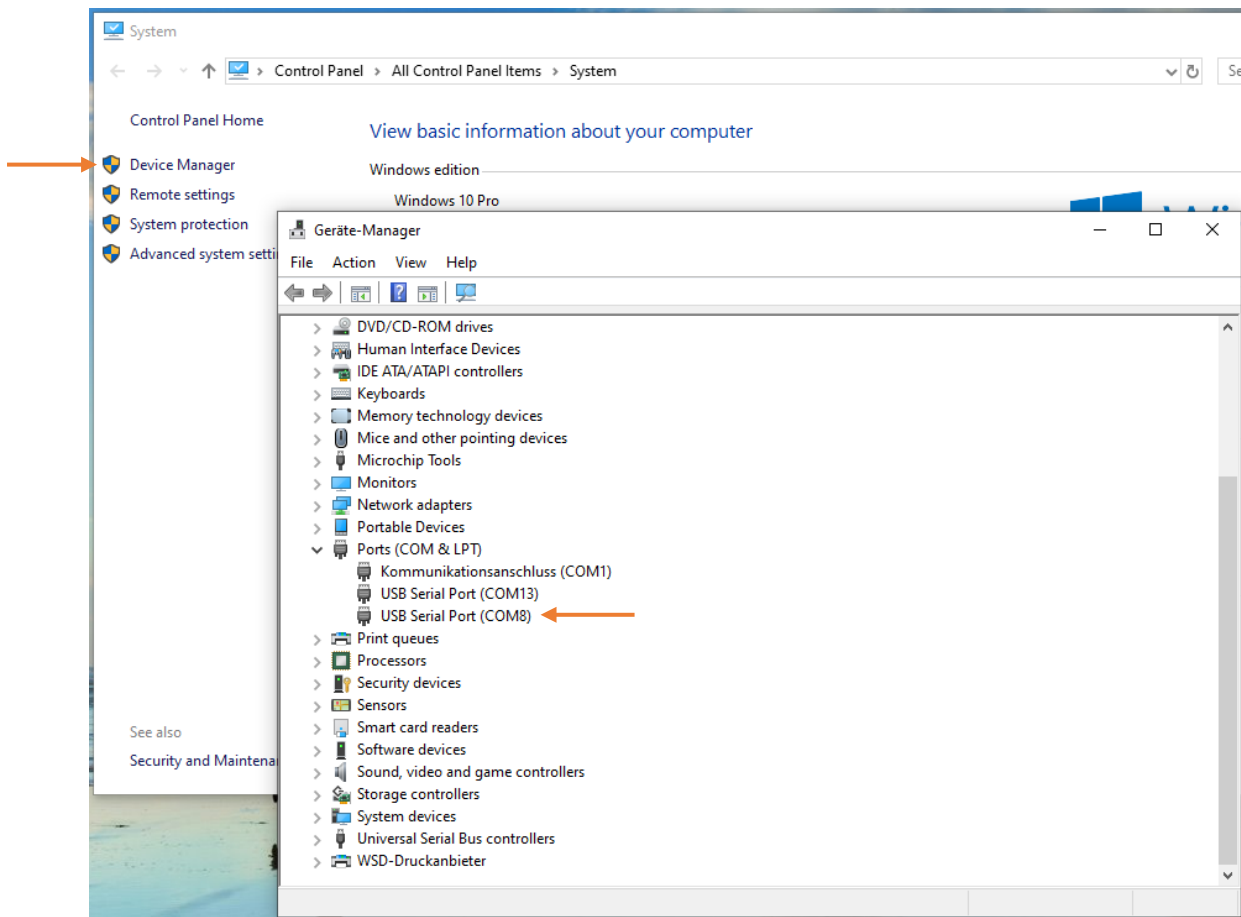 System
Control Panel > All Control Panel Items > System
Se
Control Panel Home
View basic information about your computer
Device Manager
Windows edition
Remote settings
Windows 10 Pro
System protection
Advanced system setti
Geräte-Manager
File Action View Help
DVD/CD-ROM drives
Human Interface Devices
IDE ATA/ATAPI controllers
Keyboards
Memory technology devices
Mice and other pointing devices
Microchip Tools
Monitors
Network adapters
Portable Devices
Ports (COM & LPT)
Kommunikationsanschluss (COM1)
USB Serial Port (COM13)
USB Serial Port (COM8)
Print queues
Processors
Security devices
Sensors
Smart card readers
Software devices
Sound, video and game controllers
Storage controllers
System devices
Universal Serial Bus controllers
WSD-Druckanbieter
See also
Security and Maintena